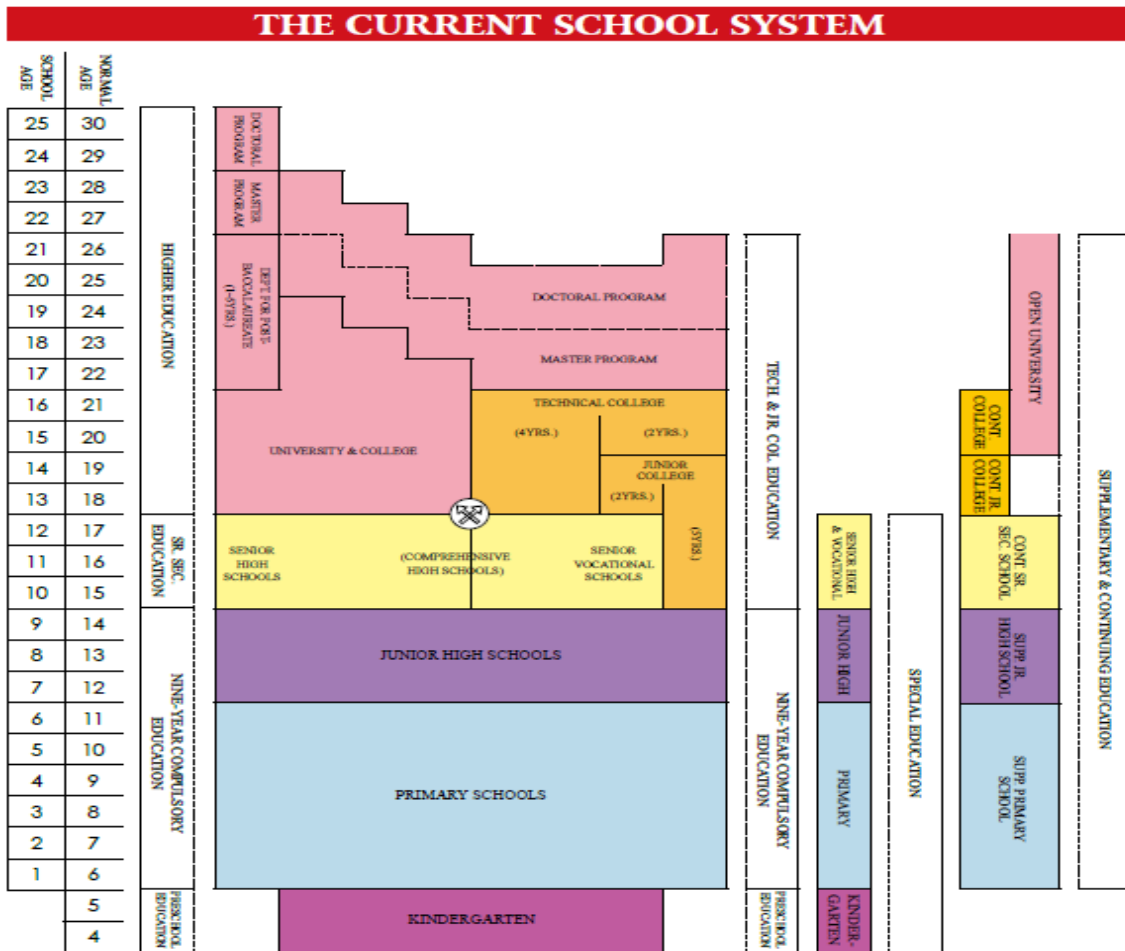 THE CURRENT SCHOOL SYSTEM
SCHOOL
AGE
NORMAL
AGE
25 30
24 29
23 28
22 27
21 26
20 25
19 24
18 23
17 22
16 21
15 20
14 19
13 18
12 17
11 16
10 15
9 14
8 13
7 12
6 11
5 10
4 9
3 8
2 7
1 6
5
4
HIGHER EDUCATION
SR. SEC.
EDUCATION
NINE-YEAR COMPULSORY
EDUCATION
PRESCHOOL
EDUCATION
DOCTORAL
PROGRAM
MASTER
PROGRAM
DEPT. FOR POST-
BACCALAUREATE
(1-6YRS.)
DOCTORAL PROGRAM
MASTER PROGRAM
UNIVERSITY & COLLEGE
TECHNICAL COLLEGE
(4YRS.)
(2YRS.)
JUNIOR
COLLEGE
(2YRS.)
(5YRS.)
SENIOR
HIGH
SCHOOLS
(COMPREHENSIVE
HIGH SCHOOLS)
SENIOR
VOCATIONAL
SCHOOLS
JUNIOR HIGH SCHOOLS
PRIMARY SCHOOLS
KINDERGARTEN
TECH. & JR. COL. EDUCATION
NINE-YEAR COMPULSORY
EDUCATION
PRESCHOOL
EDUCATION
SENIOR HIGH
& VOCATIONAL
JUNIOR HIGH
PRIMARY
KINDER-
GARTEN
SPECIAL EDUCATION
OPEN UNIVERSITY
CONT.
COLLEGE
CONT. JR.
COLLEGE
CONT. SR.
SEC. SCHOOL
SUPP. JR.
HIGH SCHOOL
SUPP. PRIMARY
SCHOOL
SUPPLEMENTARY & CONTINUING EDUCATION